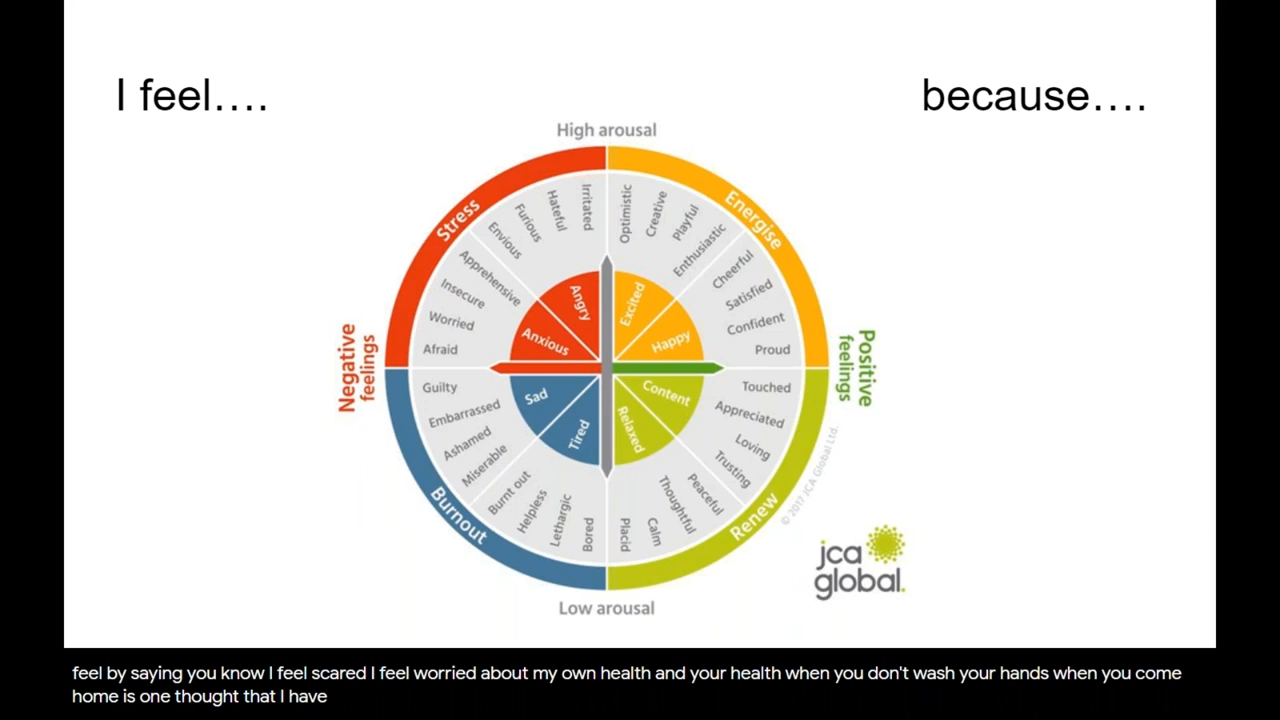 I feel....
because....
High arousal
Stress
Energise
Irritated
Hateful
Furious
Envious
Apprehensive
Insecure
Worried
Afraid
Optimistic
Creative
Playful
Enthusiastic
Cheerful
Satisfied
Confident
Proud
Angry
Anxious
Excited
Happy
Negative
feelings
Positive
feelings
Sad
Tired
Content
Relaxed
Guilty
Embarrassed
Ashamed
Miserable
Burnt out
Helpless
Lethargic
Bored
Touched
Appreciated
Loving
Trusting
Peaceful
Thoughtful
Calm
Placid
Burnout
Renew
© 2017 JCA Global Ltd.
jca
global.
Low arousal
feel by saying you know I feel scared I feel worried about my own health and your health when you don't wash your hands when you come
home is one thought that I have